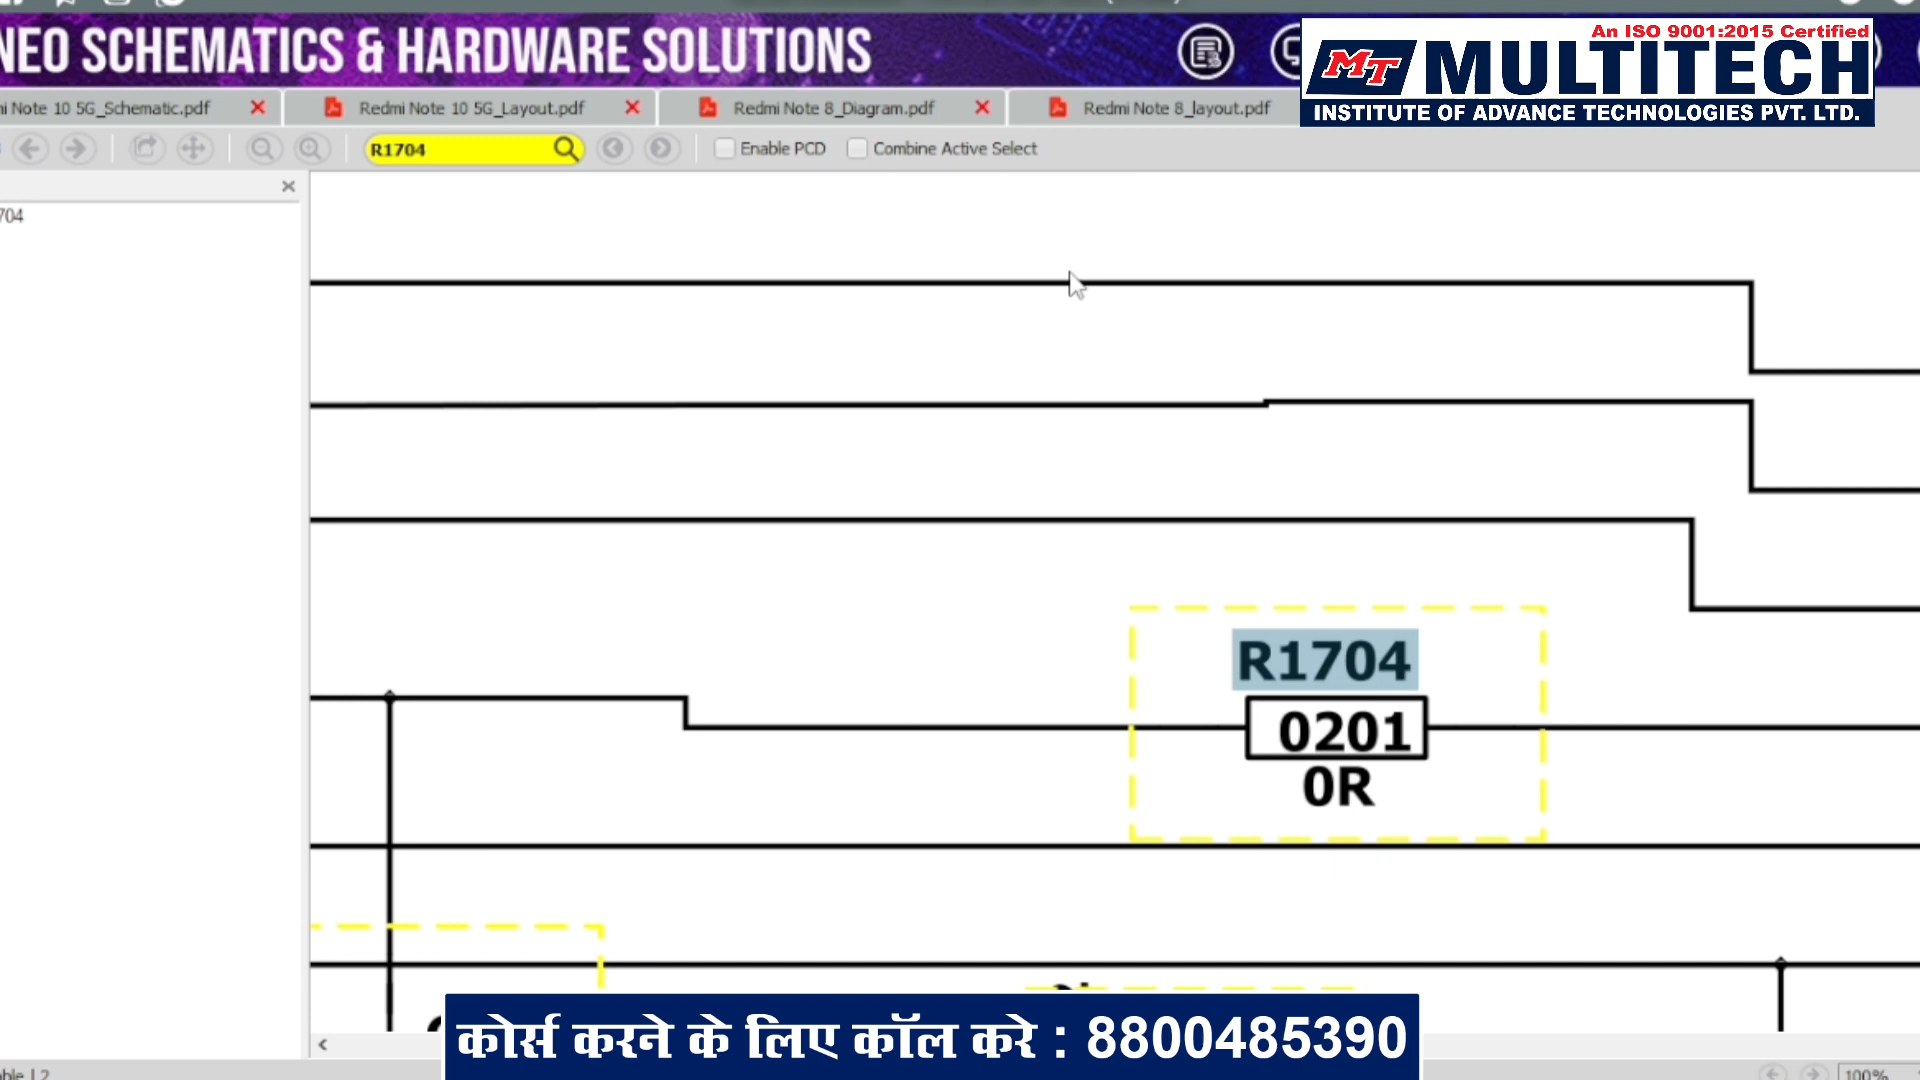 NEO SCHEMATICS & HARDWARE SOLUTIONS
An ISO 9001:2015 Certified
MT MULTITECH
INSTITUTE OF ADVANCE TECHNOLOGIES PVT. LTD.
Note 10 5G_Schematic.pdf
Redmi Note 10 5G_Layout.pdf
Redmi Note 8_Diagram.pdf
Redmi Note 8_layout.pdf
R1704
Enable PCD
Combine Active Select
704
R1704
0201
0R
कोर्स करने के लिए कॉल करे : 8800485390
100%